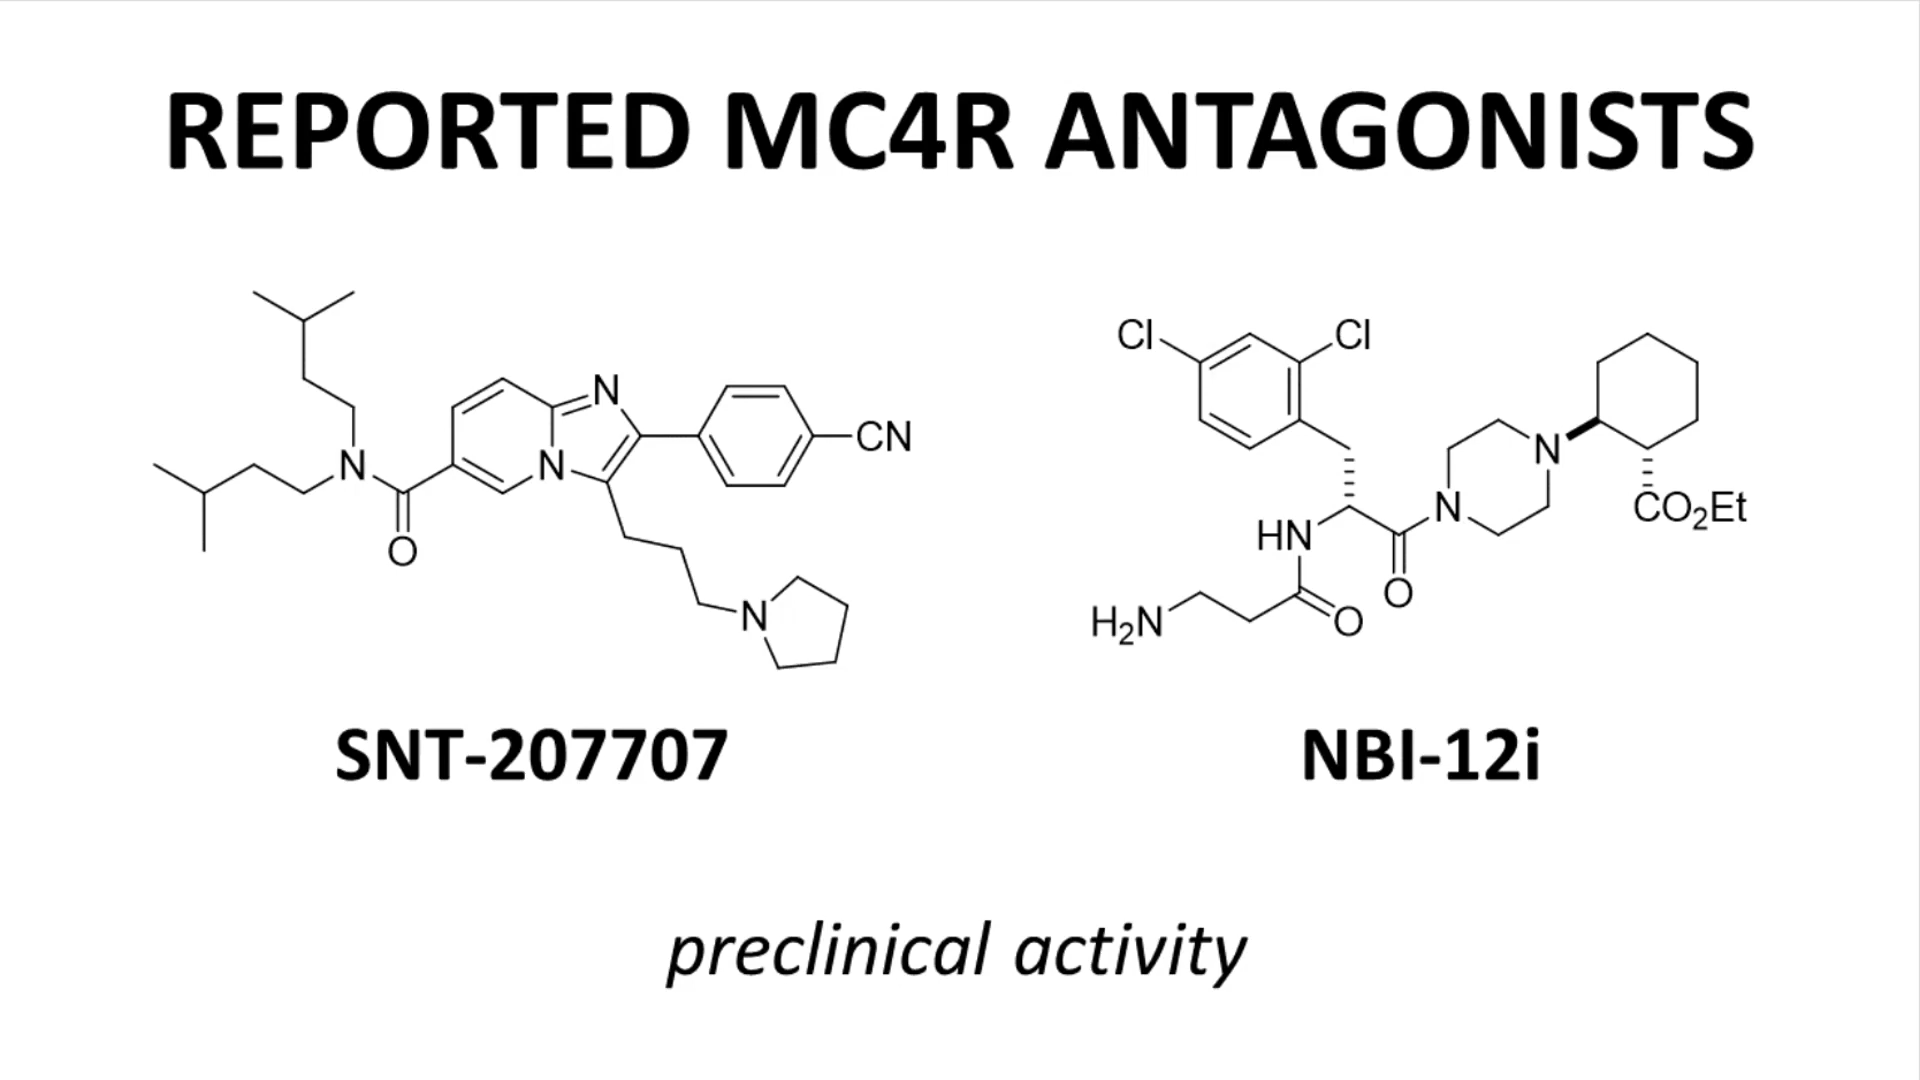 REPORTED MC4R ANTAGONISTS
N
N
CN
N
O
N
Cl
Cl
N
N
CO₂Et
HN
O
H₂N
O
SNT-207707
NBI-12i
preclinical activity